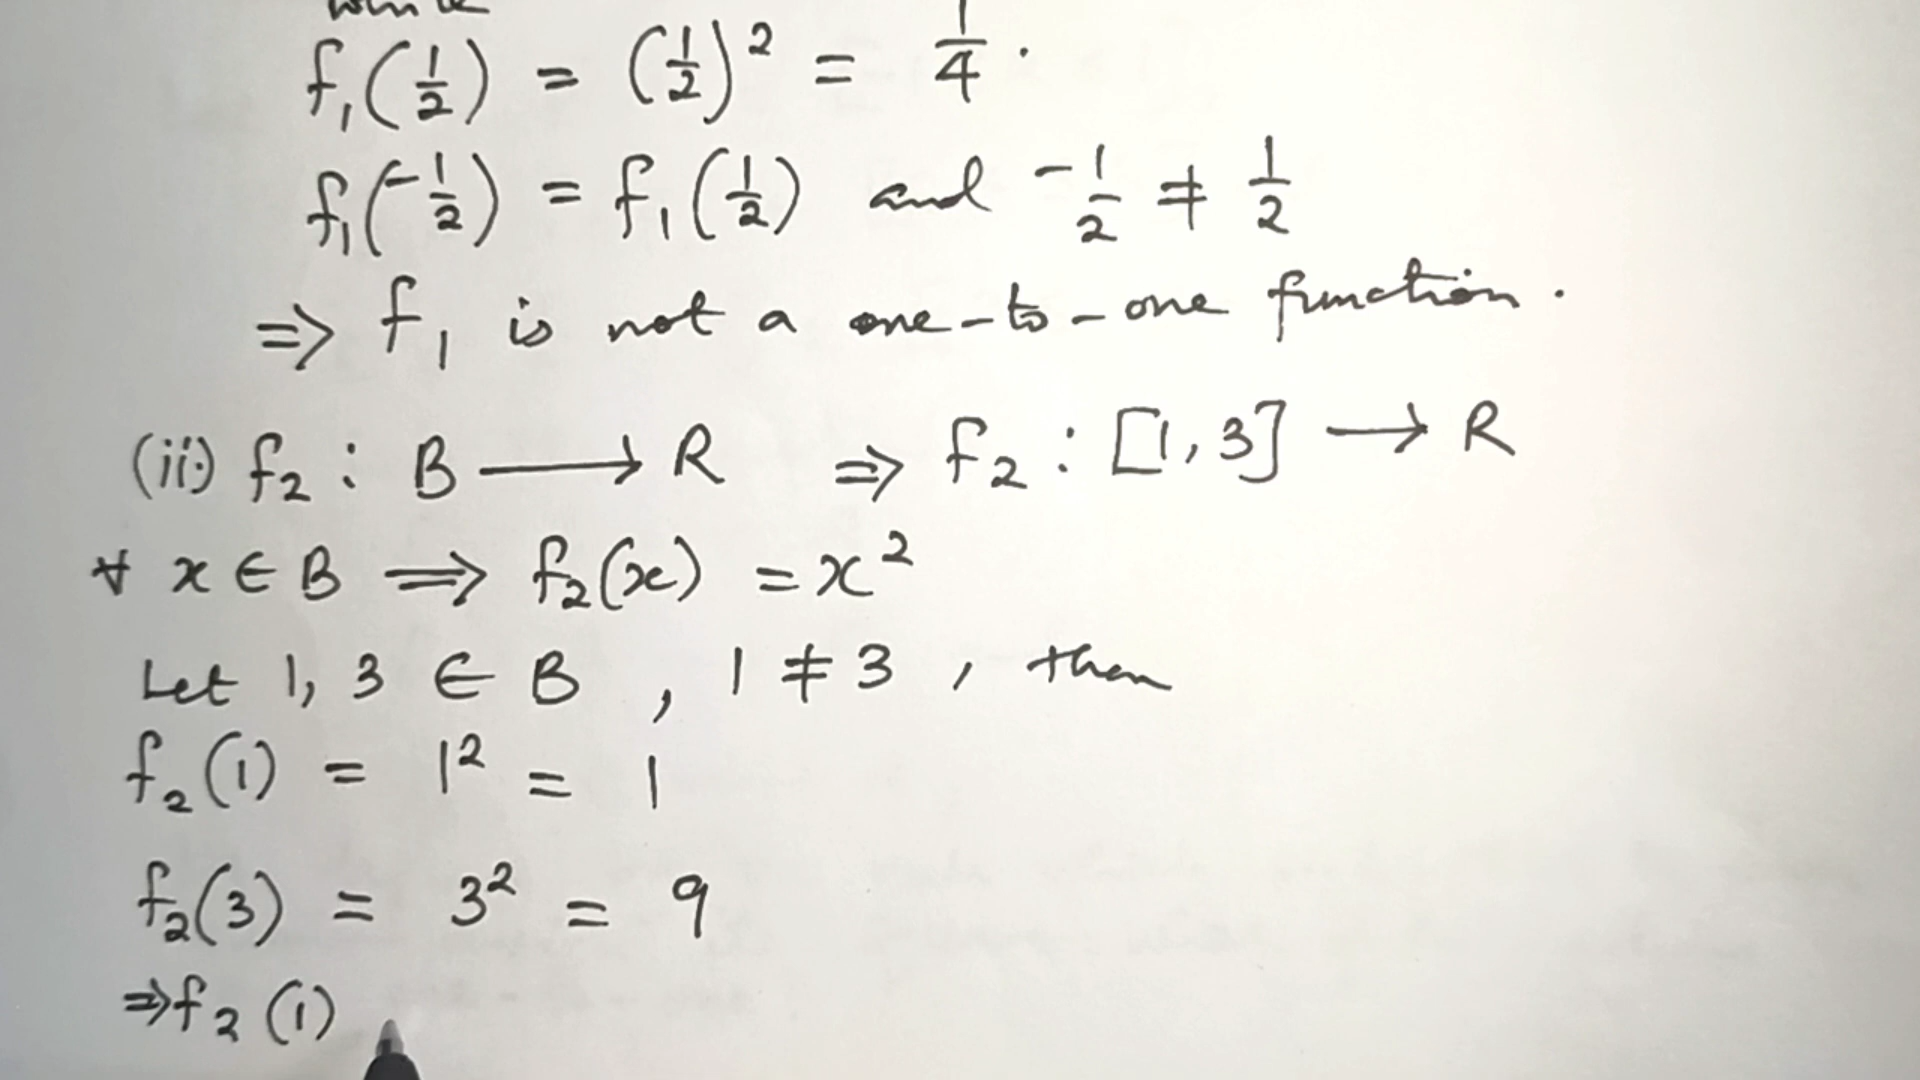 while
f₁(1/2) = (1/2)² = 1/4.
f₁(-1/2) = f₁(1/2) and -1/2 ≠ 1/2
⇒ f₁ is not a one-to-one function.
(ii) f₂ : B → R ⇒ f₂ : [1,3] → R
∀ x ∈ B ⇒ f₂(x) = x²
Let 1, 3 ∈ B , 1 ≠ 3 , then
f₂(1) = 1² = 1
f₂(3) = 3² = 9
⇒ f₂(1)